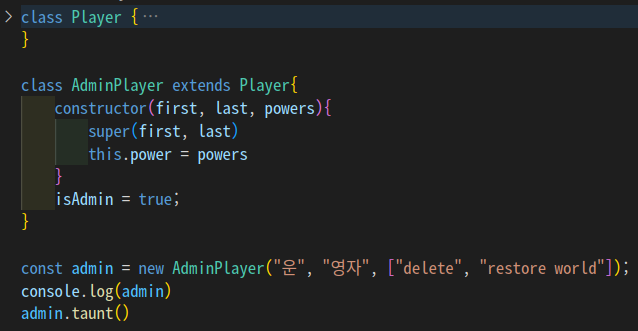 class Player {⋯
}
class AdminPlayer extends Player{
constructor(first, last, powers){
super(first, last)
this.power = powers
}
isAdmin = true;
}
const admin = new AdminPlayer("운", "영자", ["delete", "restore world"]);
console.log(admin)
admin.taunt()